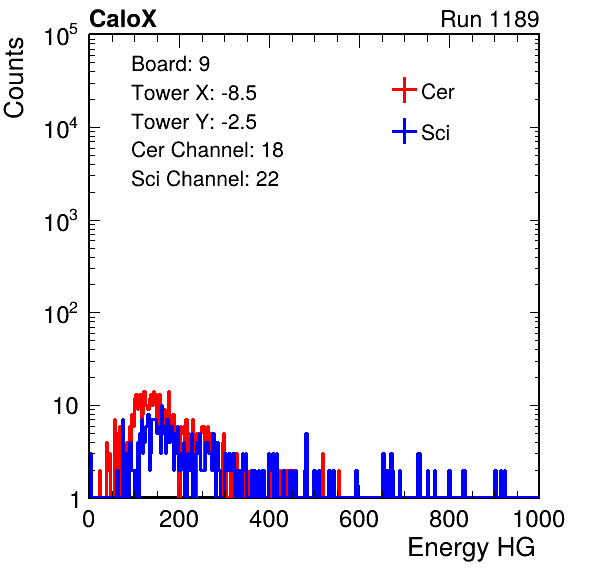 CaloX Run 1189
Counts
Board: 9
Tower X: -8.5
Tower Y: -2.5
Cer Channel: 18
Sci Channel: 22
Cer
Sci
10^5
10^4
10^3
10^2
10
1
0 200 400 600 800 1000
Energy HG